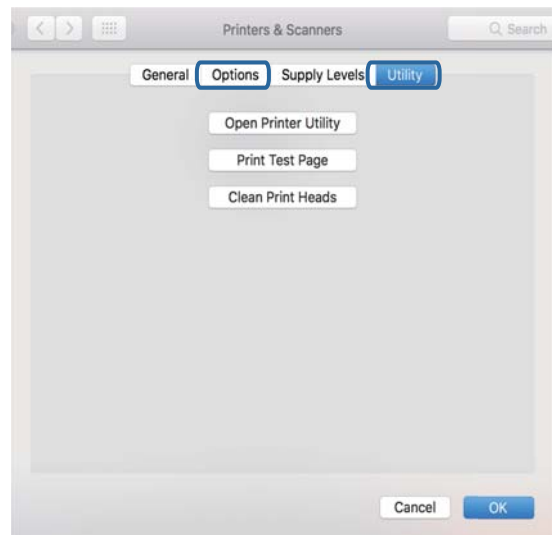 Printers & Scanners Search
General Options Supply Levels Utility
Open Printer Utility
Print Test Page
Clean Print Heads
Cancel OK